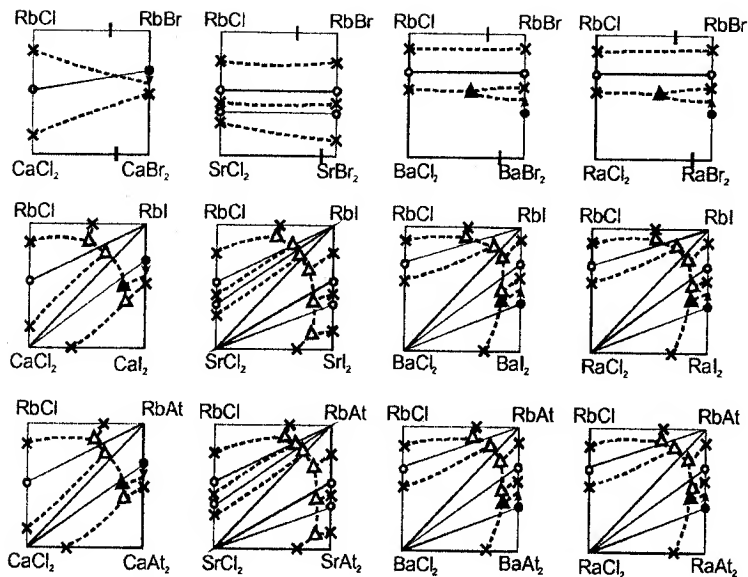 RbCl RbBr RbCl RbBr RbCl RbBr RbCl RbBr
CaCl₂ CaBr₂ SrCl₂ SrBr₂ BaCl₂ BaBr₂ RaCl₂ RaBr₂
RbCl RbI RbCl RbI RbCl RbI RbCl RbI
CaCl₂ CaI₂ SrCl₂ SrI₂ BaCl₂ BaI₂ RaCl₂ RaI₂
RbCl RbAt RbCl RbAt RbCl RbAt RbCl RbAt
CaCl₂ CaAt₂ SrCl₂ SrAt₂ BaCl₂ BaAt₂ RaCl₂ RaAt₂